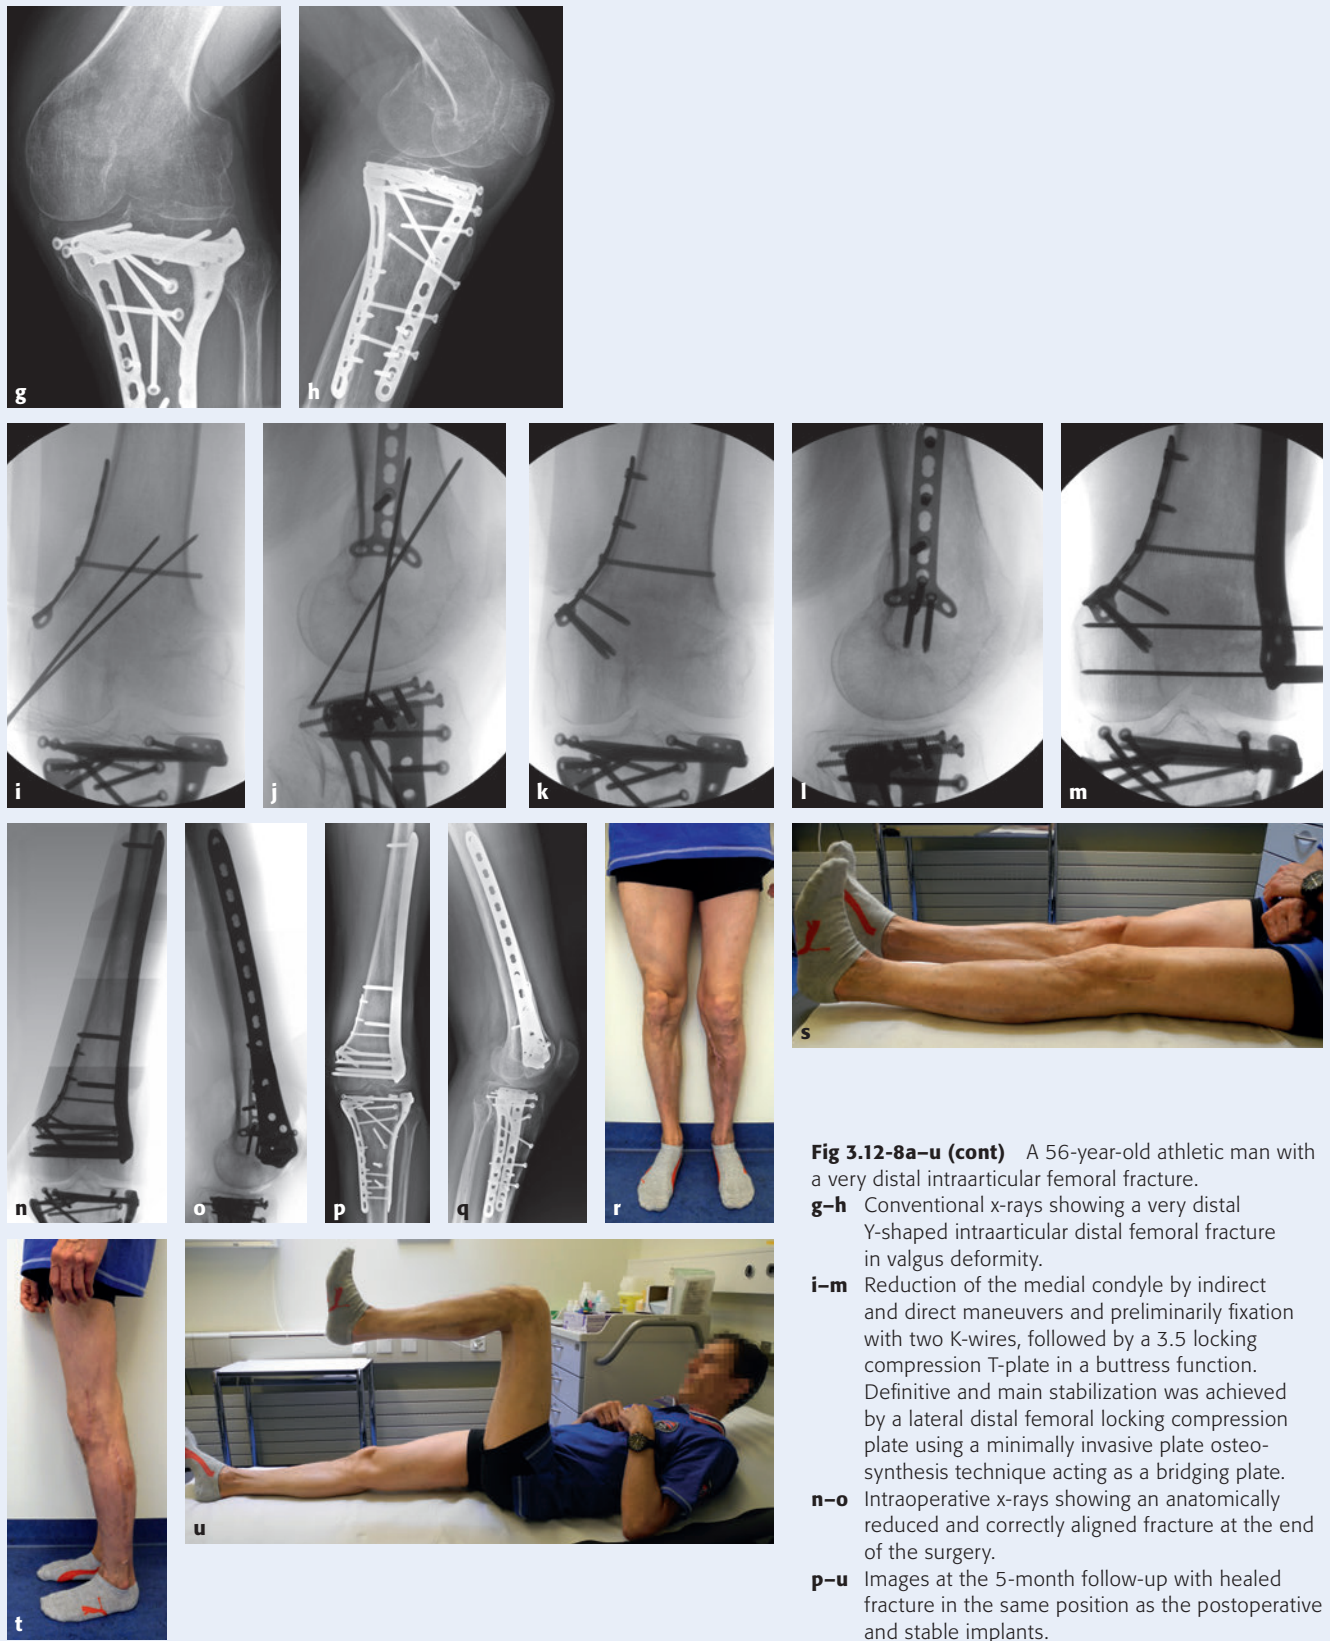 g
h
i
j
k
l
m
n
o
p
q
r
s
t
u
Fig 3.12-8a–u (cont) A 56-year-old athletic man with
a very distal intraarticular femoral fracture.
g–h Conventional x-rays showing a very distal
Y-shaped intraarticular distal femoral fracture
in valgus deformity.
i–m Reduction of the medial condyle by indirect
and direct maneuvers and preliminarily fixation
with two K-wires, followed by a 3.5 locking
compression T-plate in a buttress function.
Definitive and main stabilization was achieved
by a lateral distal femoral locking compression
plate using a minimally invasive plate osteo-
synthesis technique acting as a bridging plate.
n–o Intraoperative x-rays showing an anatomically
reduced and correctly aligned fracture at the end
of the surgery.
p–u Images at the 5-month follow-up with healed
fracture in the same position as the postoperative
and stable implants.